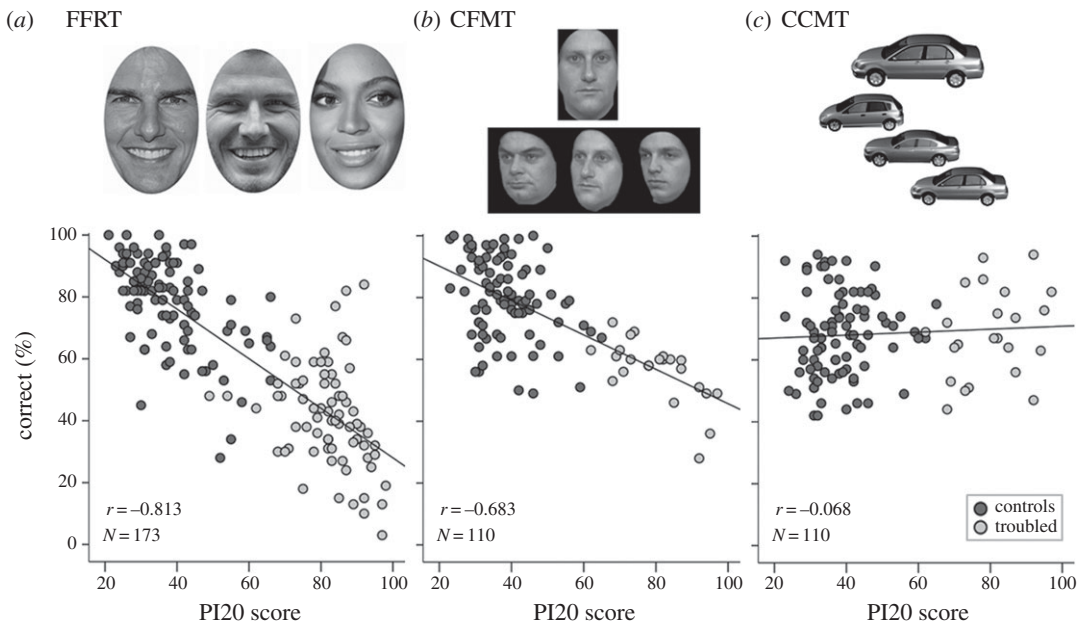 (a) FFRT
(b) CFMT
(c) CCMT
correct (%)
100
80
60
40
20
0
r = –0.813
N = 173
20 40 60 80 100
PI20 score
r = –0.683
N = 110
20 40 60 80 100
PI20 score
r = –0.068
N = 110
controls
troubled
20 40 60 80 100
PI20 score